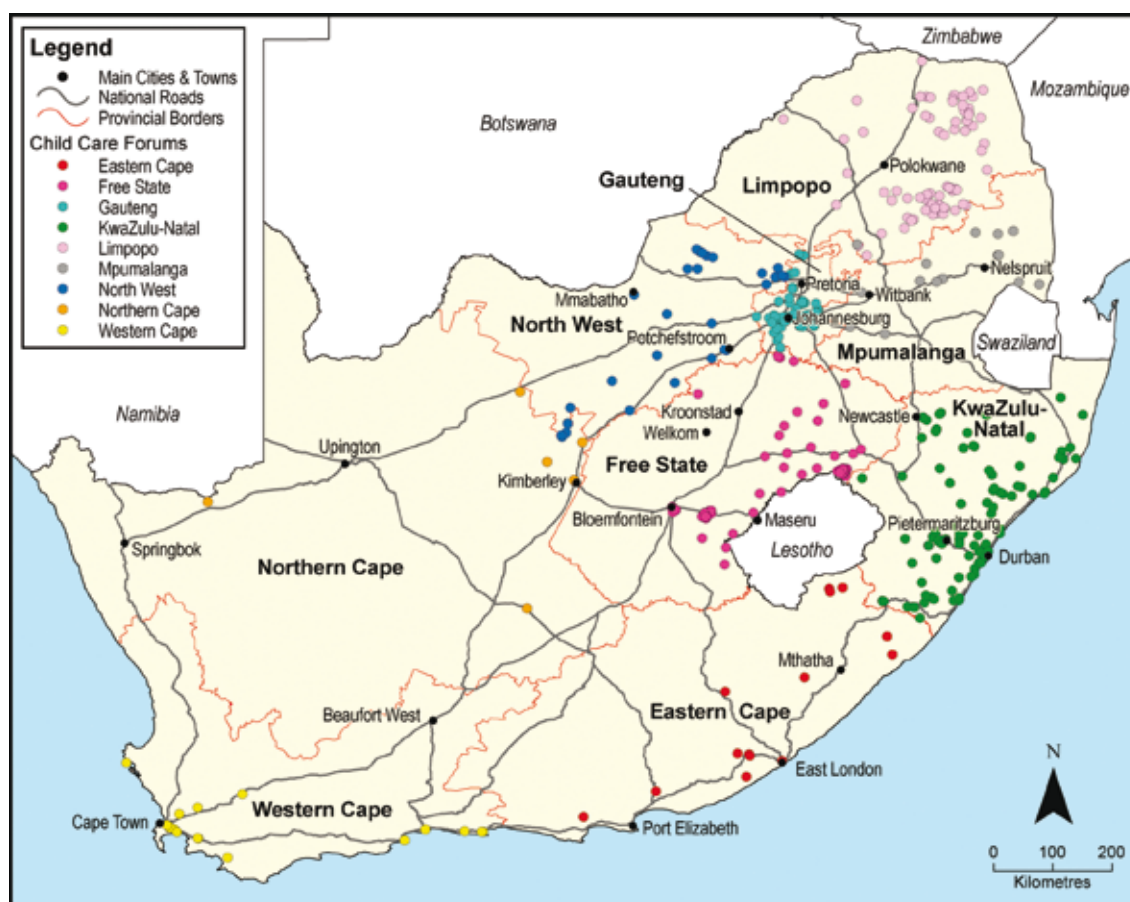 Legend
Main Cities & Towns
National Roads
Provincial Borders
Child Care Forums
Eastern Cape
Free State
Gauteng
KwaZulu-Natal
Limpopo
Mpumalanga
North West
Northern Cape
Western Cape
Zimbabwe
Mozambique
Botswana
Polokwane
Gauteng
Limpopo
Nelspruit
Pretoria
Witbank
Mmabatho
North West
Johannesburg
Potchefstroom
Mpumalanga
Swaziland
Namibia
Kroonstad
Newcastle
KwaZulu-
Natal
Welkom
Upington
Free State
Kimberley
Bloemfontein
Maseru
Pietermaritzburg
Springbok
Lesotho
Durban
Northern Cape
Mthatha
Beaufort West
Eastern Cape
East London
N
Western Cape
Cape Town
Port Elizabeth
0 100 200
Kilometres